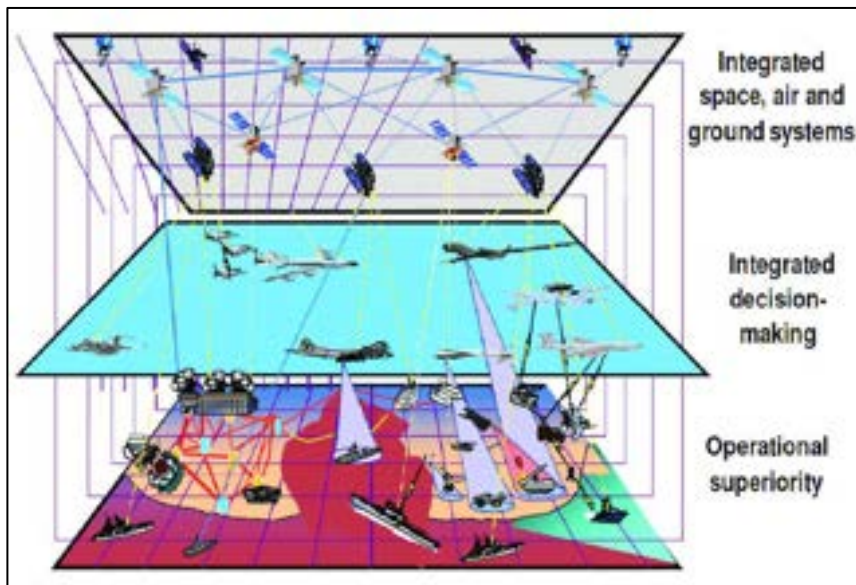 Integrated
space, air and
ground systems
Integrated
decision-
making
Operational
superiority